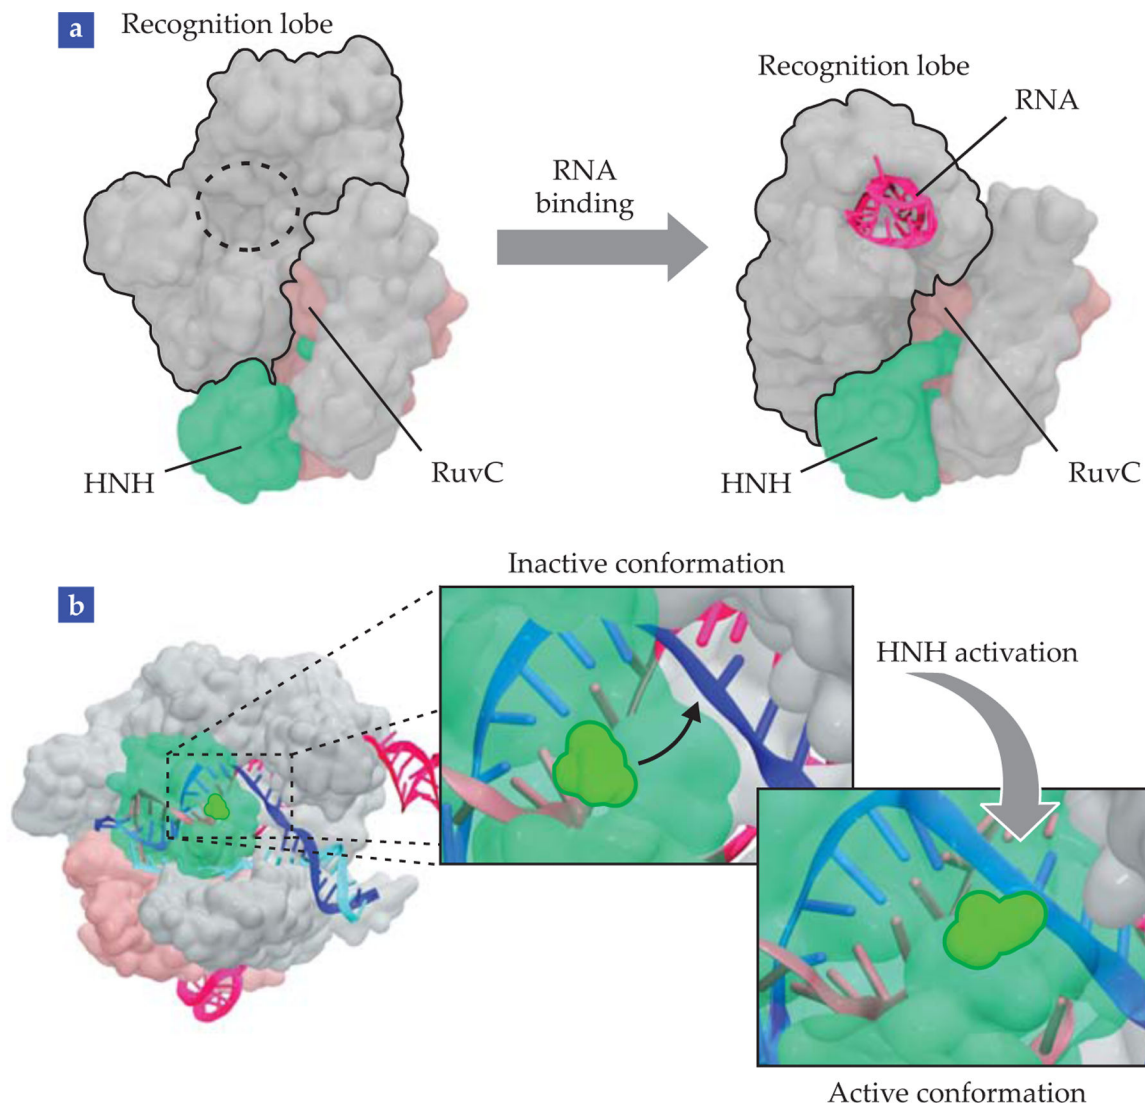 a
Recognition lobe
Recognition lobe
RNA
RNA
binding
HNH
RuvC
HNH
RuvC
b
Inactive conformation
HNH activation
Active conformation